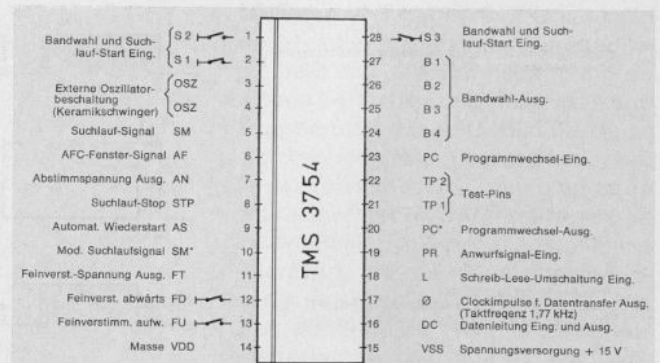 Bandwahl und Such-
lauf-Start Eing.
S 2 1
S 1 2
Externe Oszillator-
beschaltung
(Keramikschwinger)
OSZ 3
OSZ 4
Suchlauf-Signal SM 5
AFC-Fenster-Signal AF 6
Abstimmspannung Ausg. AN 7
Suchlauf-Stop STP 8
Automat. Wiederstart AS 9
Mod. Suchlaufsignal SM* 10
Feinverst.-Spannung Ausg. FT 11
Feinverst. abwärts FD 12
Feinverstimm. aufw. FU 13
Masse VDD 14
TMS 3754
28 S 3 Bandwahl und Such-
lauf-Start Eing.
27 B 1
26 B 2
25 B 3
24 B 4
Bandwahl-Ausg.
23 PC Programmwechsel-Eing.
22 TP 2
21 TP 1
Test-Pins
20 PC* Programmwechsel-Ausg.
19 PR Anwurfsignal-Eing.
18 L Schreib-Lese-Umschaltung Eing.
17 Ø Clockimpulse f. Datentransfer Ausg.
(Taktfreqenz 1,77 kHz)
16 DC Datenleitung Eing. und Ausg.
15 VSS Spannungsversorgung + 15 V